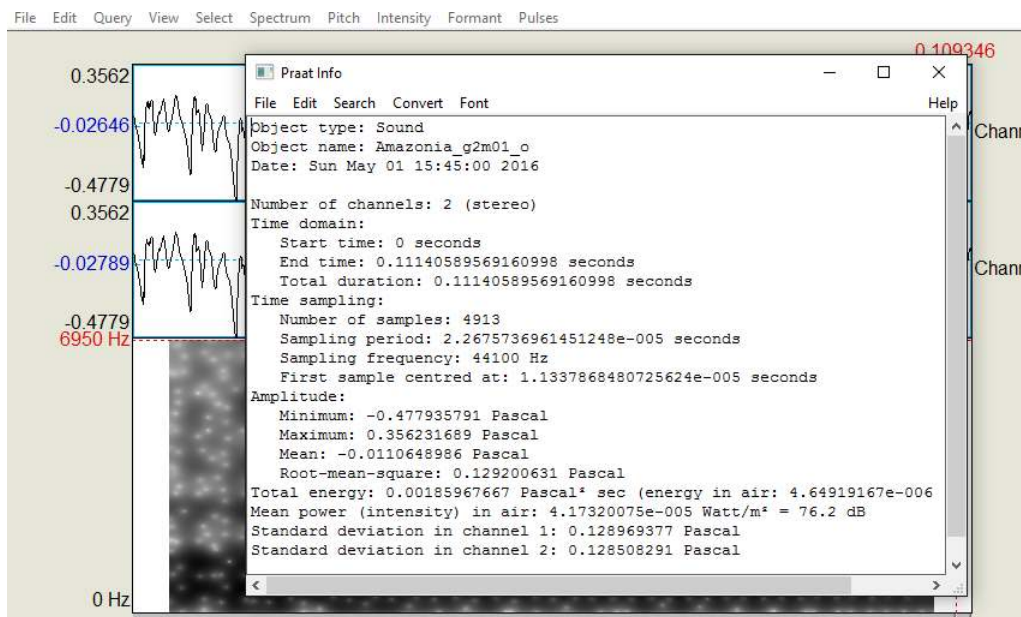 File Edit Query View Select Spectrum Pitch Intensity Formant Pulses
0.109346
0.3562
-0.02646
-0.4779
0.3562
-0.02789
-0.4779
6950 Hz
0 Hz
Chann
Chann
Praat Info
File Edit Search Convert Font Help
Object type: Sound
Object name: Amazonia_g2m01_o
Date: Sun May 01 15:45:00 2016
Number of channels: 2 (stereo)
Time domain:
Start time: 0 seconds
End time: 0.11140589569160998 seconds
Total duration: 0.11140589569160998 seconds
Time sampling:
Number of samples: 4913
Sampling period: 2.2675736961451248e-005 seconds
Sampling frequency: 44100 Hz
First sample centred at: 1.1337868480725624e-005 seconds
Amplitude:
Minimum: -0.477935791 Pascal
Maximum: 0.356231689 Pascal
Mean: -0.0110648986 Pascal
Root-mean-square: 0.129200631 Pascal
Total energy: 0.00185967667 Pascal² sec (energy in air: 4.64919167e-006
Mean power (intensity) in air: 4.17320075e-005 Watt/m² = 76.2 dB
Standard deviation in channel 1: 0.128969377 Pascal
Standard deviation in channel 2: 0.128508291 Pascal